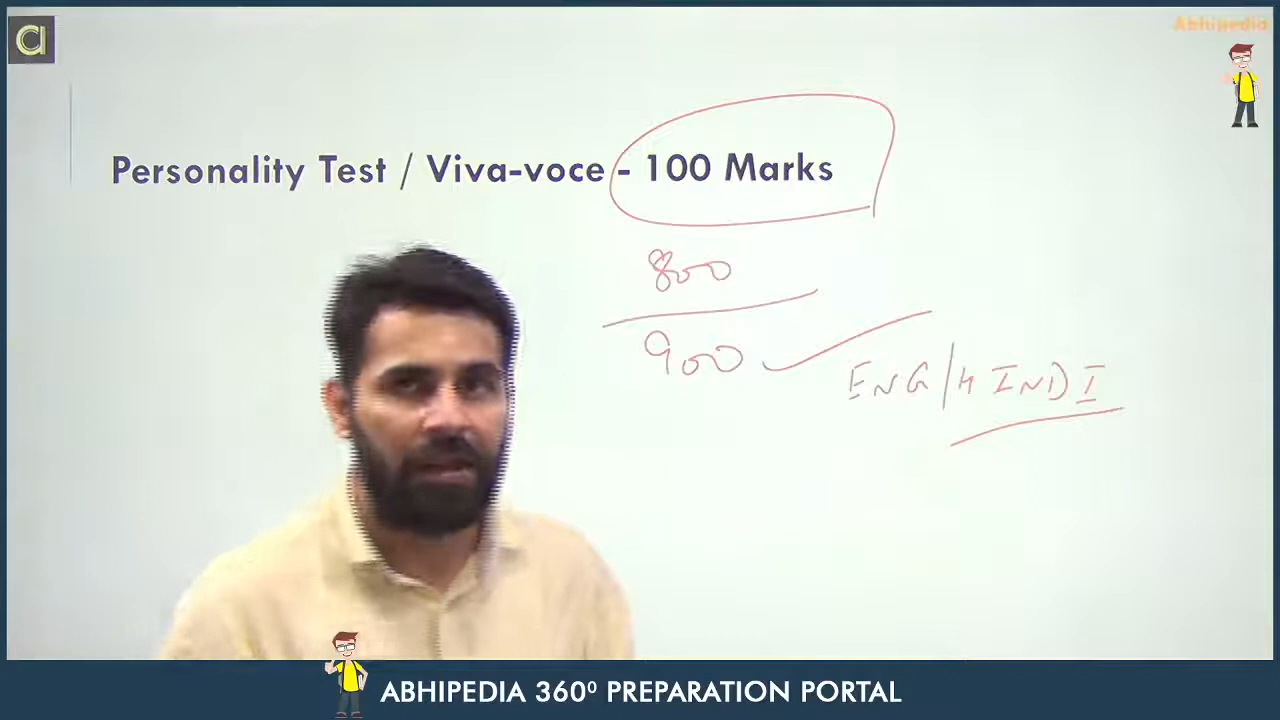 Abhipedia
Personality Test / Viva-voce - 100 Marks
800
900
ENG/HINDI
ABHIPEDIA 360⁰ PREPARATION PORTAL